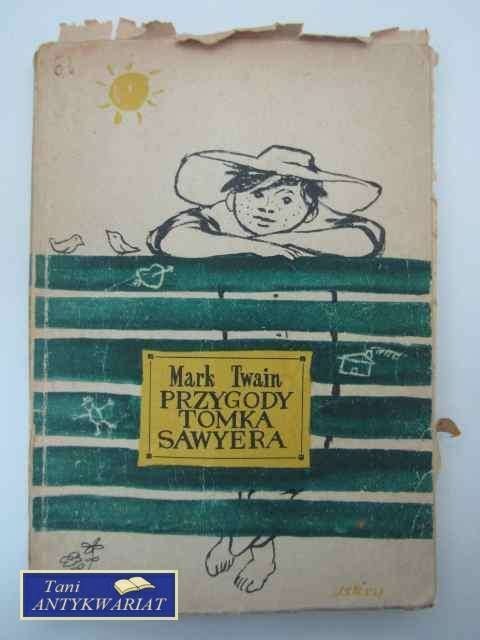 Mark Twain
PRZYGODY
TOMKA
SAWYERA
Tani
ANTYKWARIAT